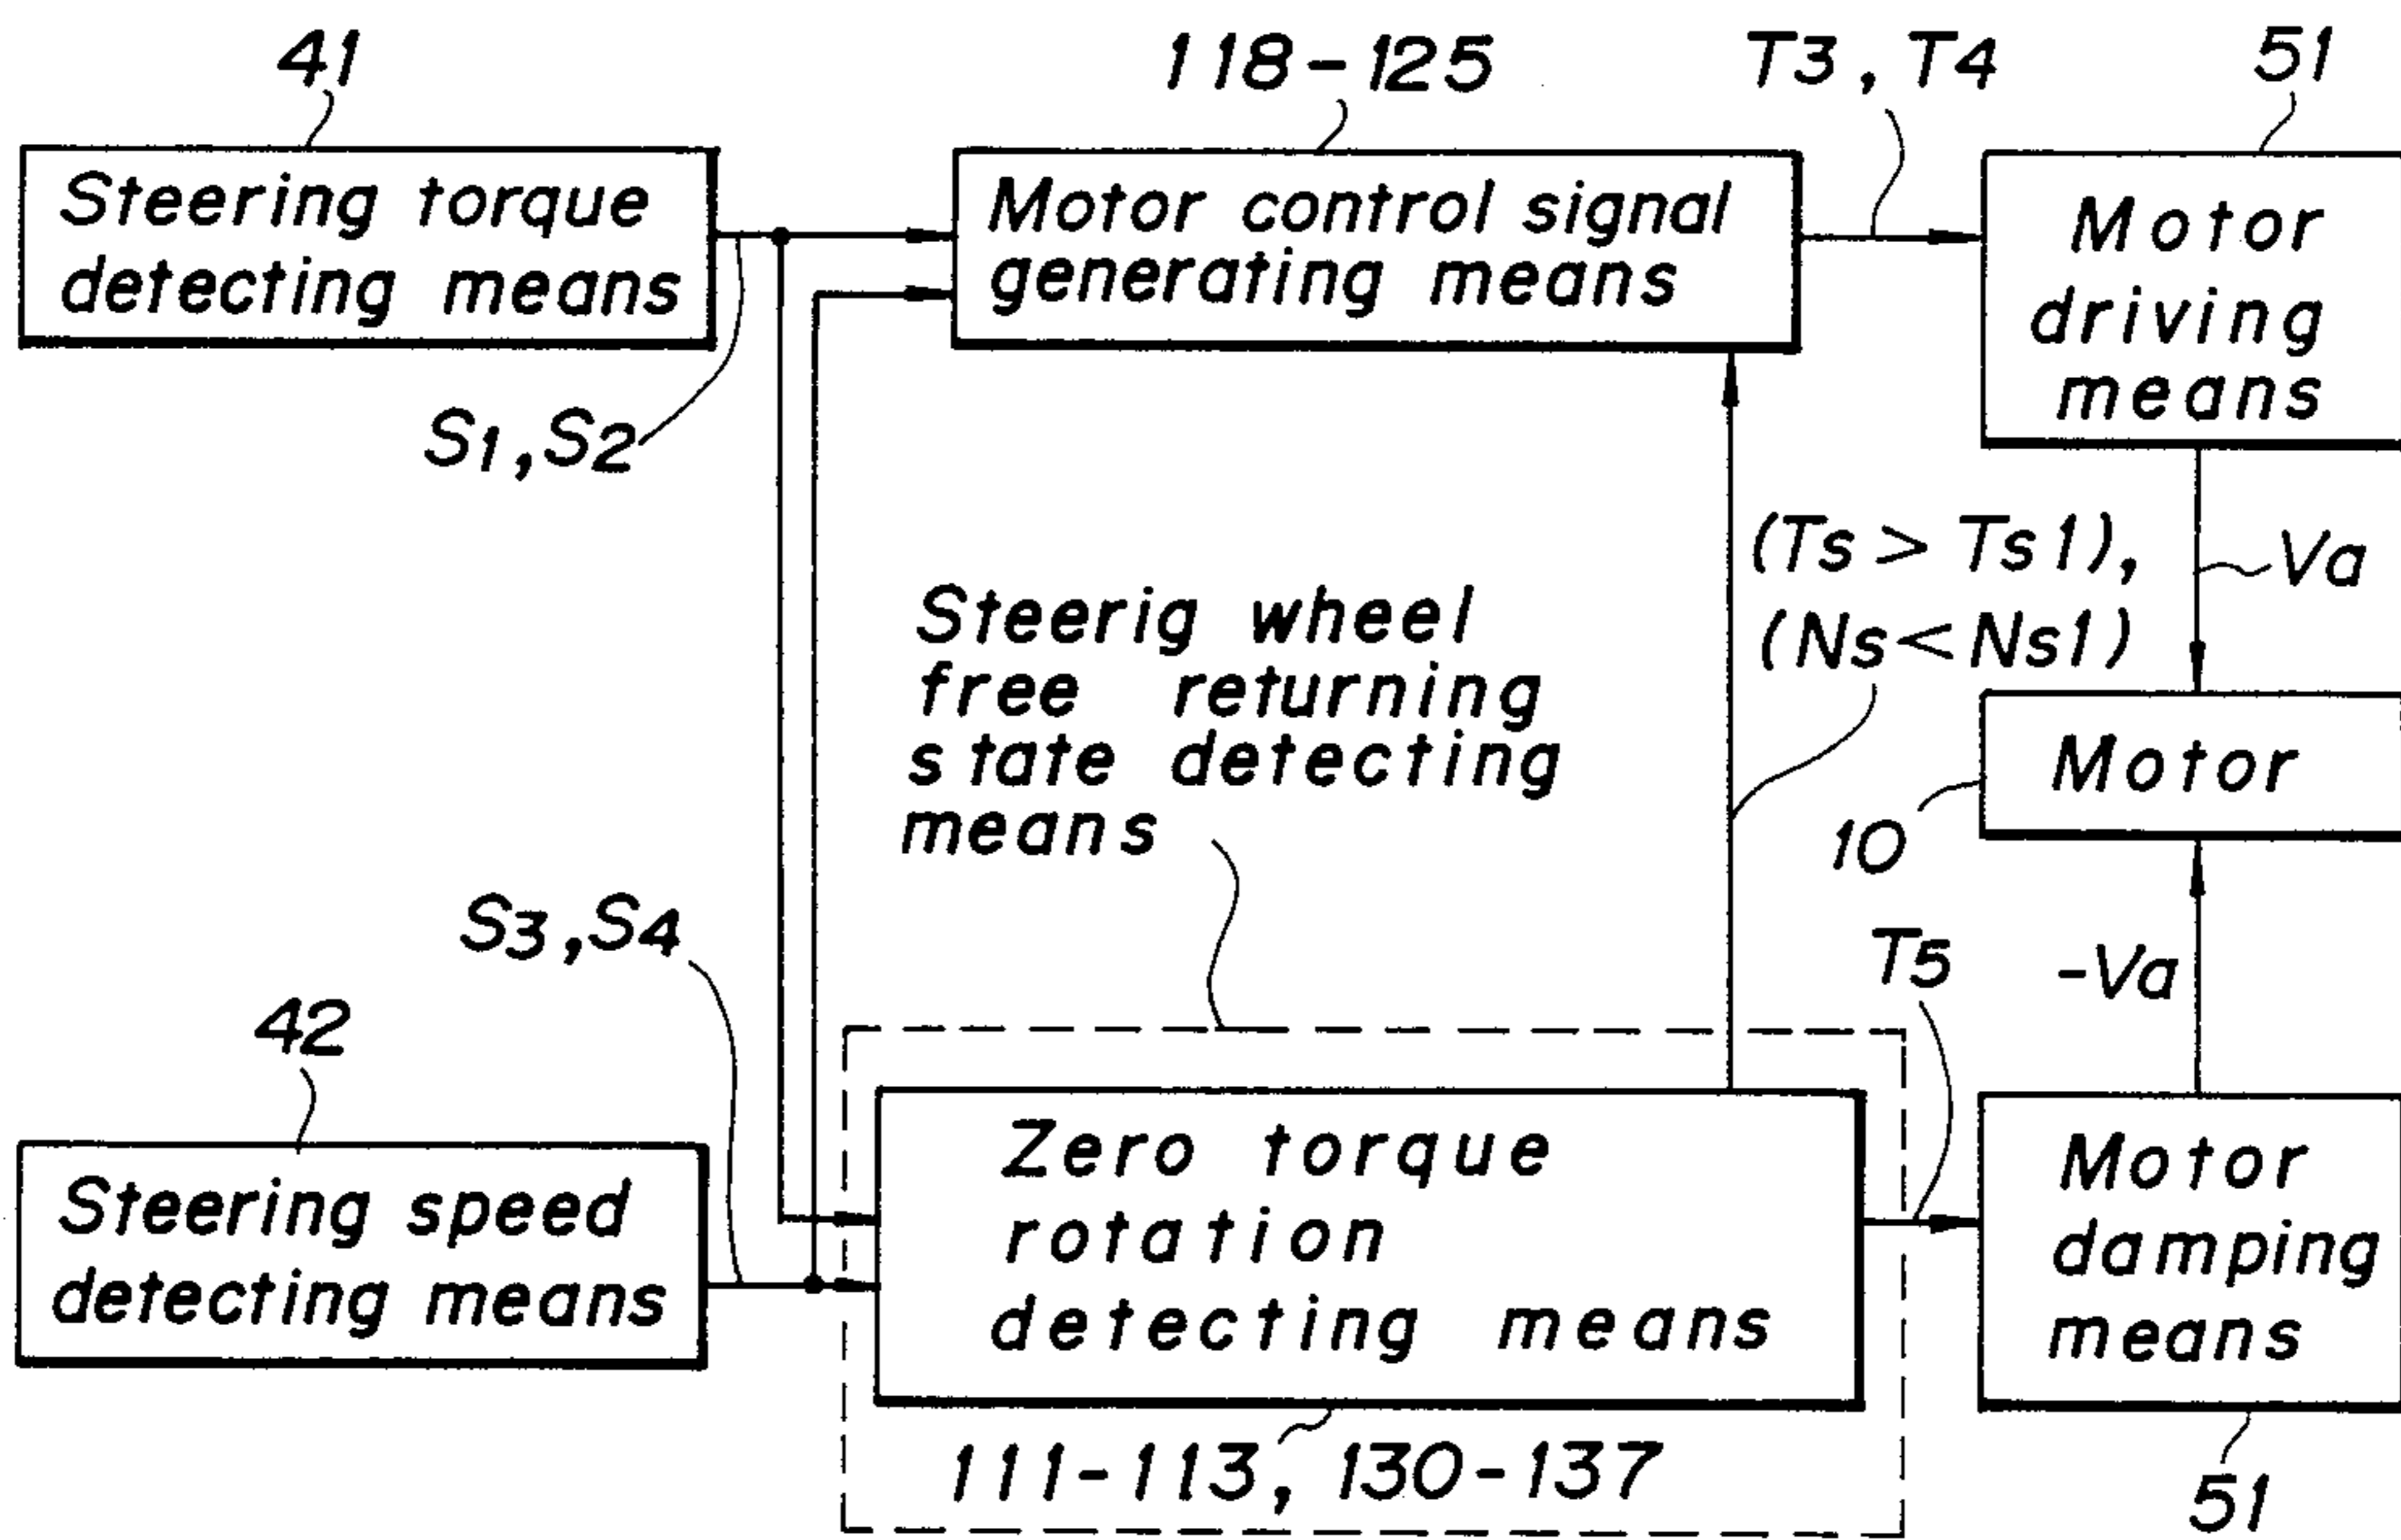 41
118-125
T3, T4
51
Steering torque
detecting means
Motor control signal
generating means
Motor
driving
means
S1, S2
(Ts > Ts1),
(Ns < Ns1)
Va
Steerig wheel
free returning
state detecting
means
Motor
10
S3, S4
T5
-Va
42
Steering speed
detecting means
Zero torque
rotation
detecting means
Motor
damping
means
111-113, 130-137
51